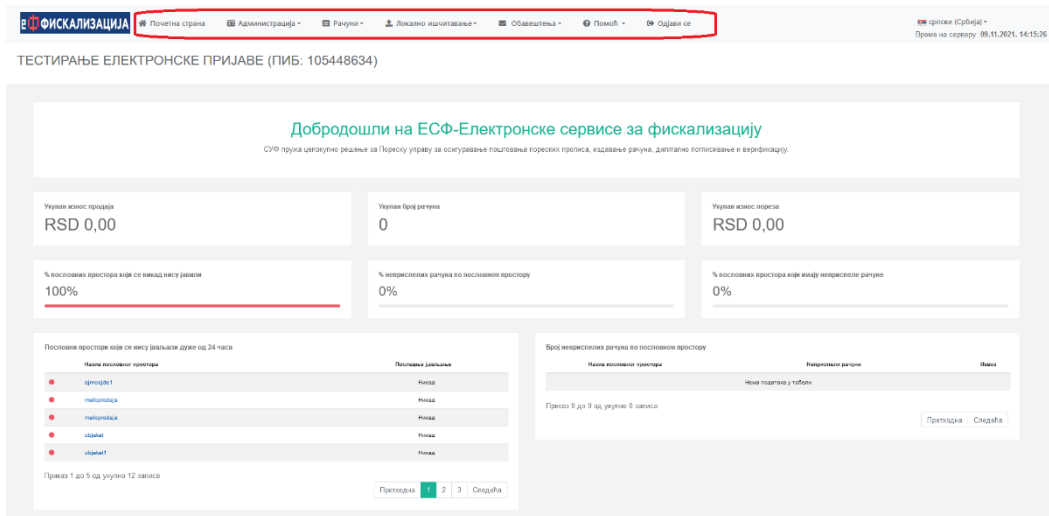 еФИСКАЛИЗАЦИЈА Почетна страна Администрација Рачуни Локално ишчитавање Обавештења Помоћ Одјави се српски (Србија)
Време на серверу: 09.11.2021. 14:15:26
ТЕСТИРАЊЕ ЕЛЕКТРОНСКЕ ПРИЈАВЕ (ПИБ: 105448634)
Добродошли на ЕСФ-Електронске сервисе за фискализацију
СУФ пружа целокупно решење за Пореску управу за осигуравање поштовања пореских прописа, издавање рачуна, дигитално потписивање и верификацију.
Укупан износ продаја Укупан број рачуна Укупан износ пореза
RSD 0,00 0 RSD 0,00
% пословних простора који се никад нису јавили % неприспелих рачуна по пословном простору % пословних простора који имају неприспеле рачуне
100% 0% 0%
Пословни простори који се нису јављали дуже од 24 часа Број неприспелих рачуна по пословном простору
Назив пословног простора Последње јављање Назив пословног простора Неприспели рачуни Износ
Никад Нема података у табели
maloprodaja Никад
maloprodaja Никад Приказ 0 до 0 од укупно 0 записа
objekat Никад Претходна Следећа
objekat1 Никад
Приказ 1 до 5 од укупно 12 записа
Претходна 1 2 3 Следећа